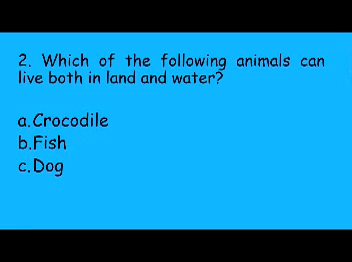 2. Which of the following animals can
live both in land and water?
a.Crocodile
b.Fish
c.Dog